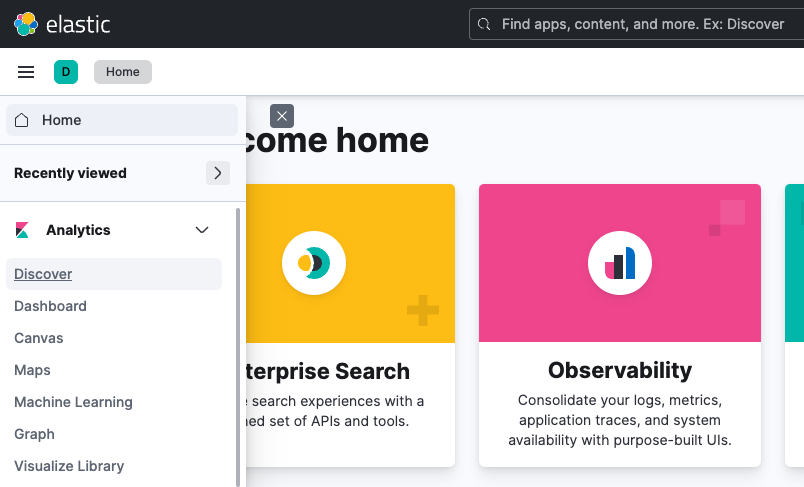 elastic
Find apps, content, and more. Ex: Discover
D
Home
Home
come home
Recently viewed
Analytics
Discover
Dashboard
Canvas
Maps
Machine Learning
Graph
Visualize Library
terprise Search
search experiences with a
ned set of APIs and tools.
Observability
Consolidate your logs, metrics,
application traces, and system
availability with purpose-built UIs.